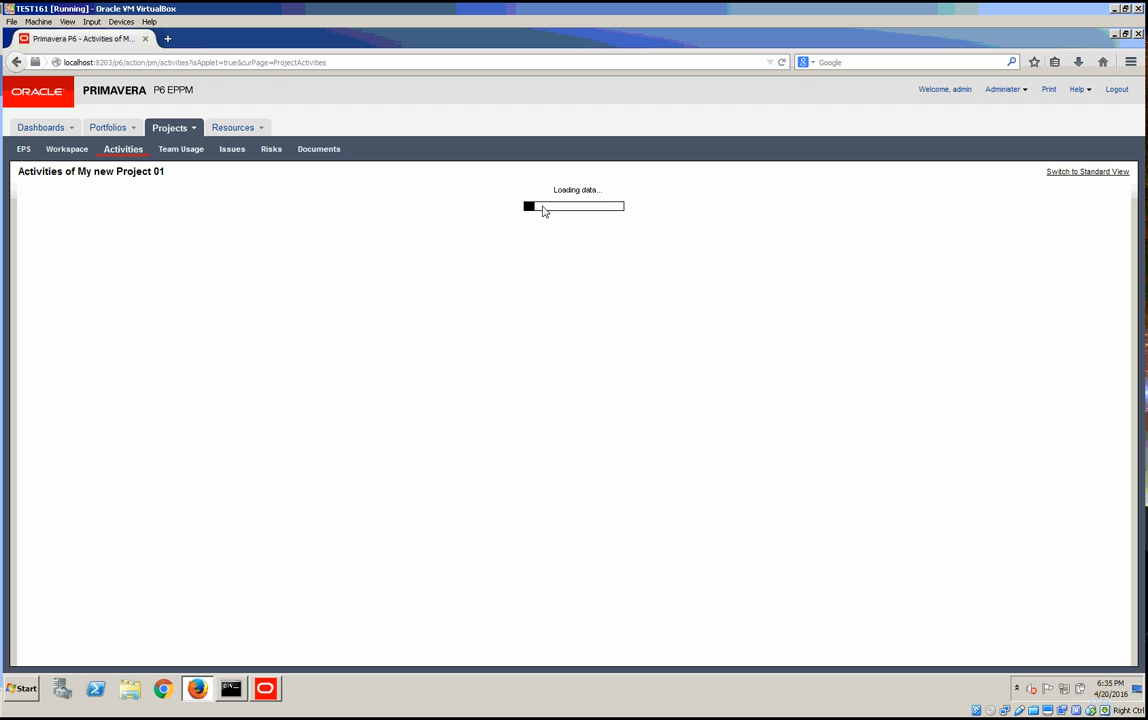 TEST161 [Running] - Oracle VM VirtualBox
File Machine View Input Devices Help
Primavera P6 - Activities of M...
localhost:8203/p6/action/pm/activities?isApplet=true&curPage=ProjectActivities
Google
ORACLE
PRIMAVERA P6 EPPM
Welcome, admin Administer Print Help Logout
Dashboards Portfolios Projects Resources
EPS Workspace Activities Team Usage Issues Risks Documents
Activities of My new Project 01
Switch to Standard View
Loading data...
Start
6:35 PM
4/20/2016
Right Ctrl